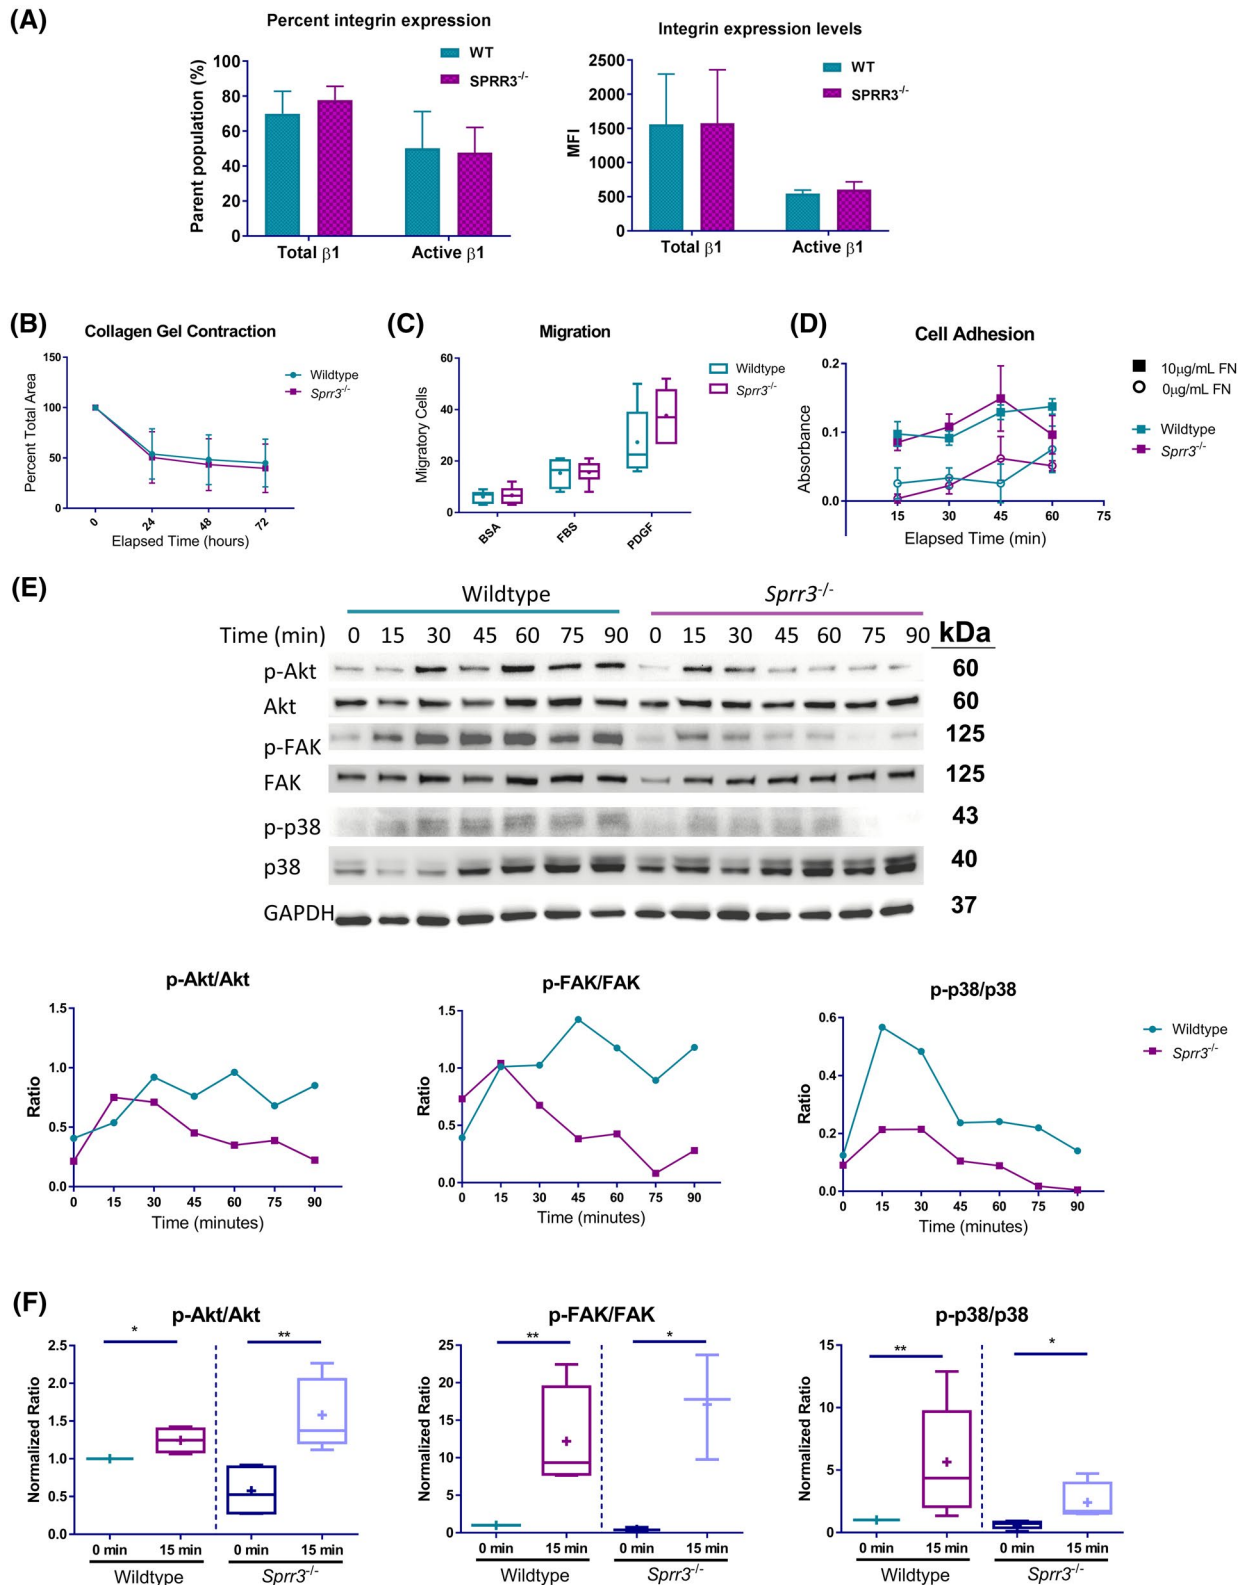 (A)
Percent integrin expression
WT
SPRR3-/-
Parent population (%)
100
80
60
40
20
0
Total β1
Active β1
Integrin expression levels
WT
SPRR3-/-
MFI
2500
2000
1500
1000
500
0
Total β1
Active β1
(B)
Collagen Gel Contraction
Percent Total Area
150
100
50
0
0
24
48
72
Elapsed Time (hours)
Wildtype
Sprr3-/-
(C)
Migration
Migratory Cells
60
40
20
0
BSA
FBS
PDGF
Wildtype
Sprr3-/-
(D)
Cell Adhesion
Absorbance
0.2
0.1
0.0
15
30
45
60
75
Elapsed Time (min)
10μg/mL FN
0μg/mL FN
Wildtype
Sprr3-/-
(E)
Wildtype
Sprr3-/-
Time (min) 0 15 30 45 60 75 90 0 15 30 45 60 75 90 kDa
p-Akt 60
Akt 60
p-FAK 125
FAK 125
p-p38 43
p38 40
GAPDH 37
p-Akt/Akt
Ratio
1.5
1.0
0.5
0.0
0 15 30 45 60 75 90
Time (minutes)
p-FAK/FAK
Ratio
1.5
1.0
0.5
0.0
0 15 30 45 60 75 90
Time (minutes)
p-p38/p38
Ratio
0.6
0.4
0.2
0.0
0 15 30 45 60 75 90
Time (minutes)
Wildtype
Sprr3-/-
(F)
p-Akt/Akt
* **
Normalized Ratio
2.5
2.0
1.5
1.0
0.5
0.0
0 min 15 min 0 min 15 min
Wildtype Sprr3-/-
p-FAK/FAK
** *
Normalized Ratio
25
20
15
10
5
0
0 min 15 min 0 min 15 min
Wildtype Sprr3-/-
p-p38/p38
** *
Normalized Ratio
15
10
5
0
0 min 15 min 0 min 15 min
Wildtype Sprr3-/-